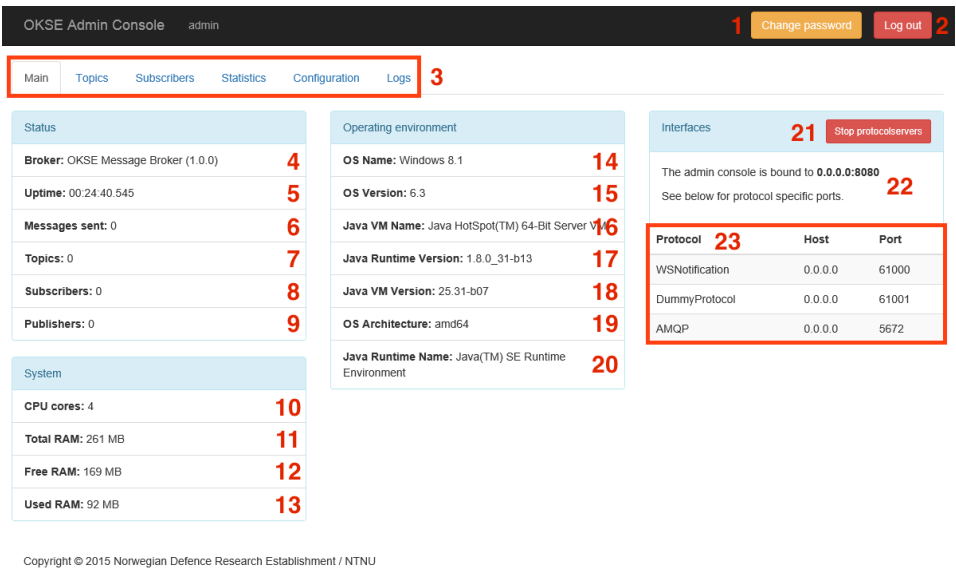 OKSE Admin Console admin 1 Change password Log out 2
Main Topics Subscribers Statistics Configuration Logs 3
Status
Broker: OKSE Message Broker (1.0.0) 4
Uptime: 00:24:40.545 5
Messages sent: 0 6
Topics: 0 7
Subscribers: 0 8
Publishers: 0 9
System
CPU cores: 4 10
Total RAM: 261 MB 11
Free RAM: 169 MB 12
Used RAM: 92 MB 13
Operating environment
OS Name: Windows 8.1 14
OS Version: 6.3 15
Java VM Name: Java HotSpot(TM) 64-Bit Server VM 16
Java Runtime Version: 1.8.0_31-b13 17
Java VM Version: 25.31-b07 18
OS Architecture: amd64 19
Java Runtime Name: Java(TM) SE Runtime
Environment 20
Interfaces 21 Stop protocolservers
The admin console is bound to 0.0.0.0:8080
22
See below for protocol specific ports.
Protocol 23 Host Port
WSNotification 0.0.0.0 61000
DummyProtocol 0.0.0.0 61001
AMQP 0.0.0.0 5672
Copyright © 2015 Norwegian Defence Research Establishment / NTNU